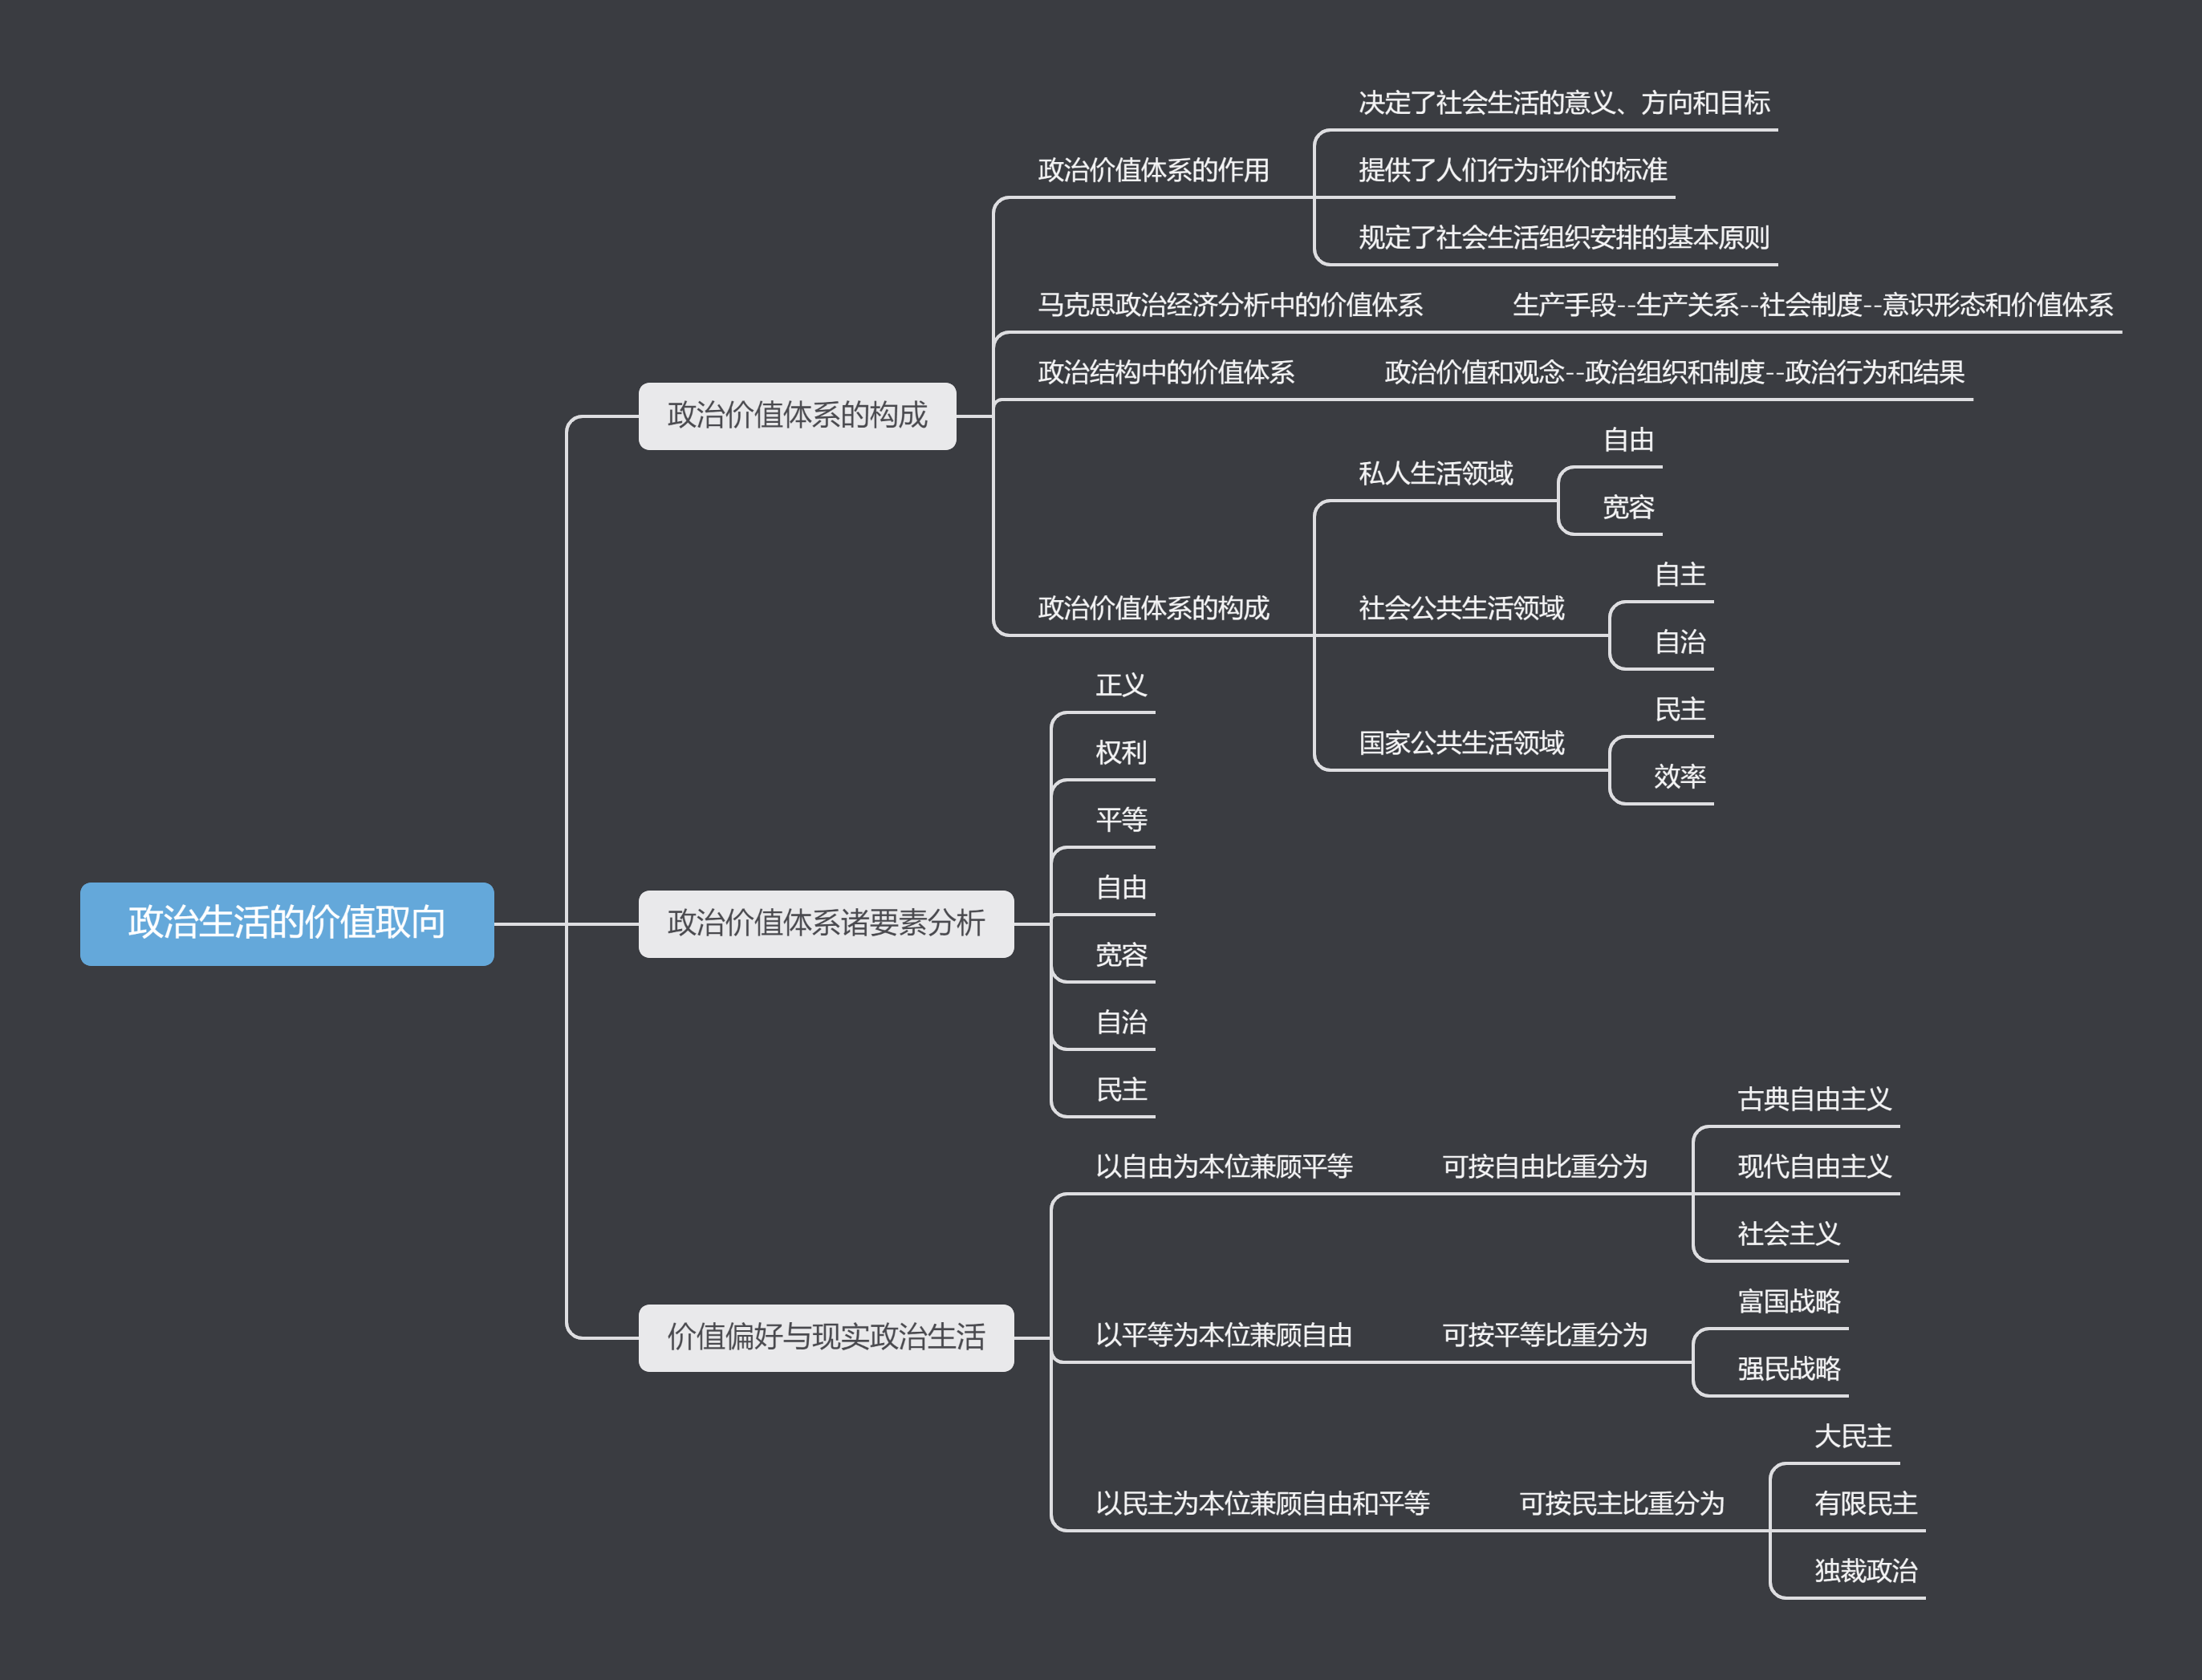 政治生活的价值取向
政治价值体系的构成
政治价值体系的作用
决定了社会生活的意义、方向和目标
提供了人们行为评价的标准
规定了社会生活组织安排的基本原则
马克思政治经济分析中的价值体系
生产手段--生产关系--社会制度--意识形态和价值体系
政治结构中的价值体系
政治价值和观念--政治组织和制度--政治行为和结果
政治价值体系的构成
私人生活领域
自由
宽容
社会公共生活领域
自主
自治
国家公共生活领域
民主
效率
政治价值体系诸要素分析
正义
权利
平等
自由
宽容
自治
民主
价值偏好与现实政治生活
以自由为本位兼顾平等
可按自由比重分为
古典自由主义
现代自由主义
社会主义
以平等为本位兼顾自由
可按平等比重分为
富国战略
强民战略
以民主为本位兼顾自由和平等
可按民主比重分为
大民主
有限民主
独裁政治